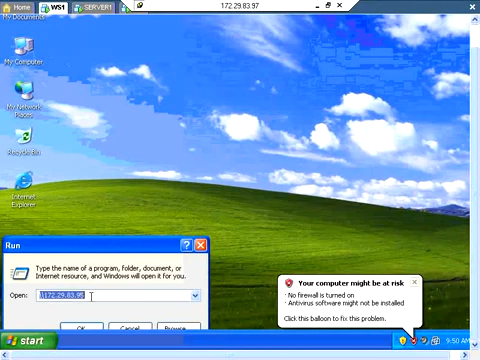 Home
WS1
SERVER1
172.29.83.97
My Documents
My Computer
My Network
Places
Recycle Bin
Internet
Explorer
Run
Type the name of a program, folder, document, or
Internet resource, and Windows will open it for you.
Open:
\\172.29.83.95
OK
Cancel
Browse...
Your computer might be at risk
· No firewall is turned on
· Antivirus software might not be installed
Click this balloon to fix this problem.
start
9:50 AM